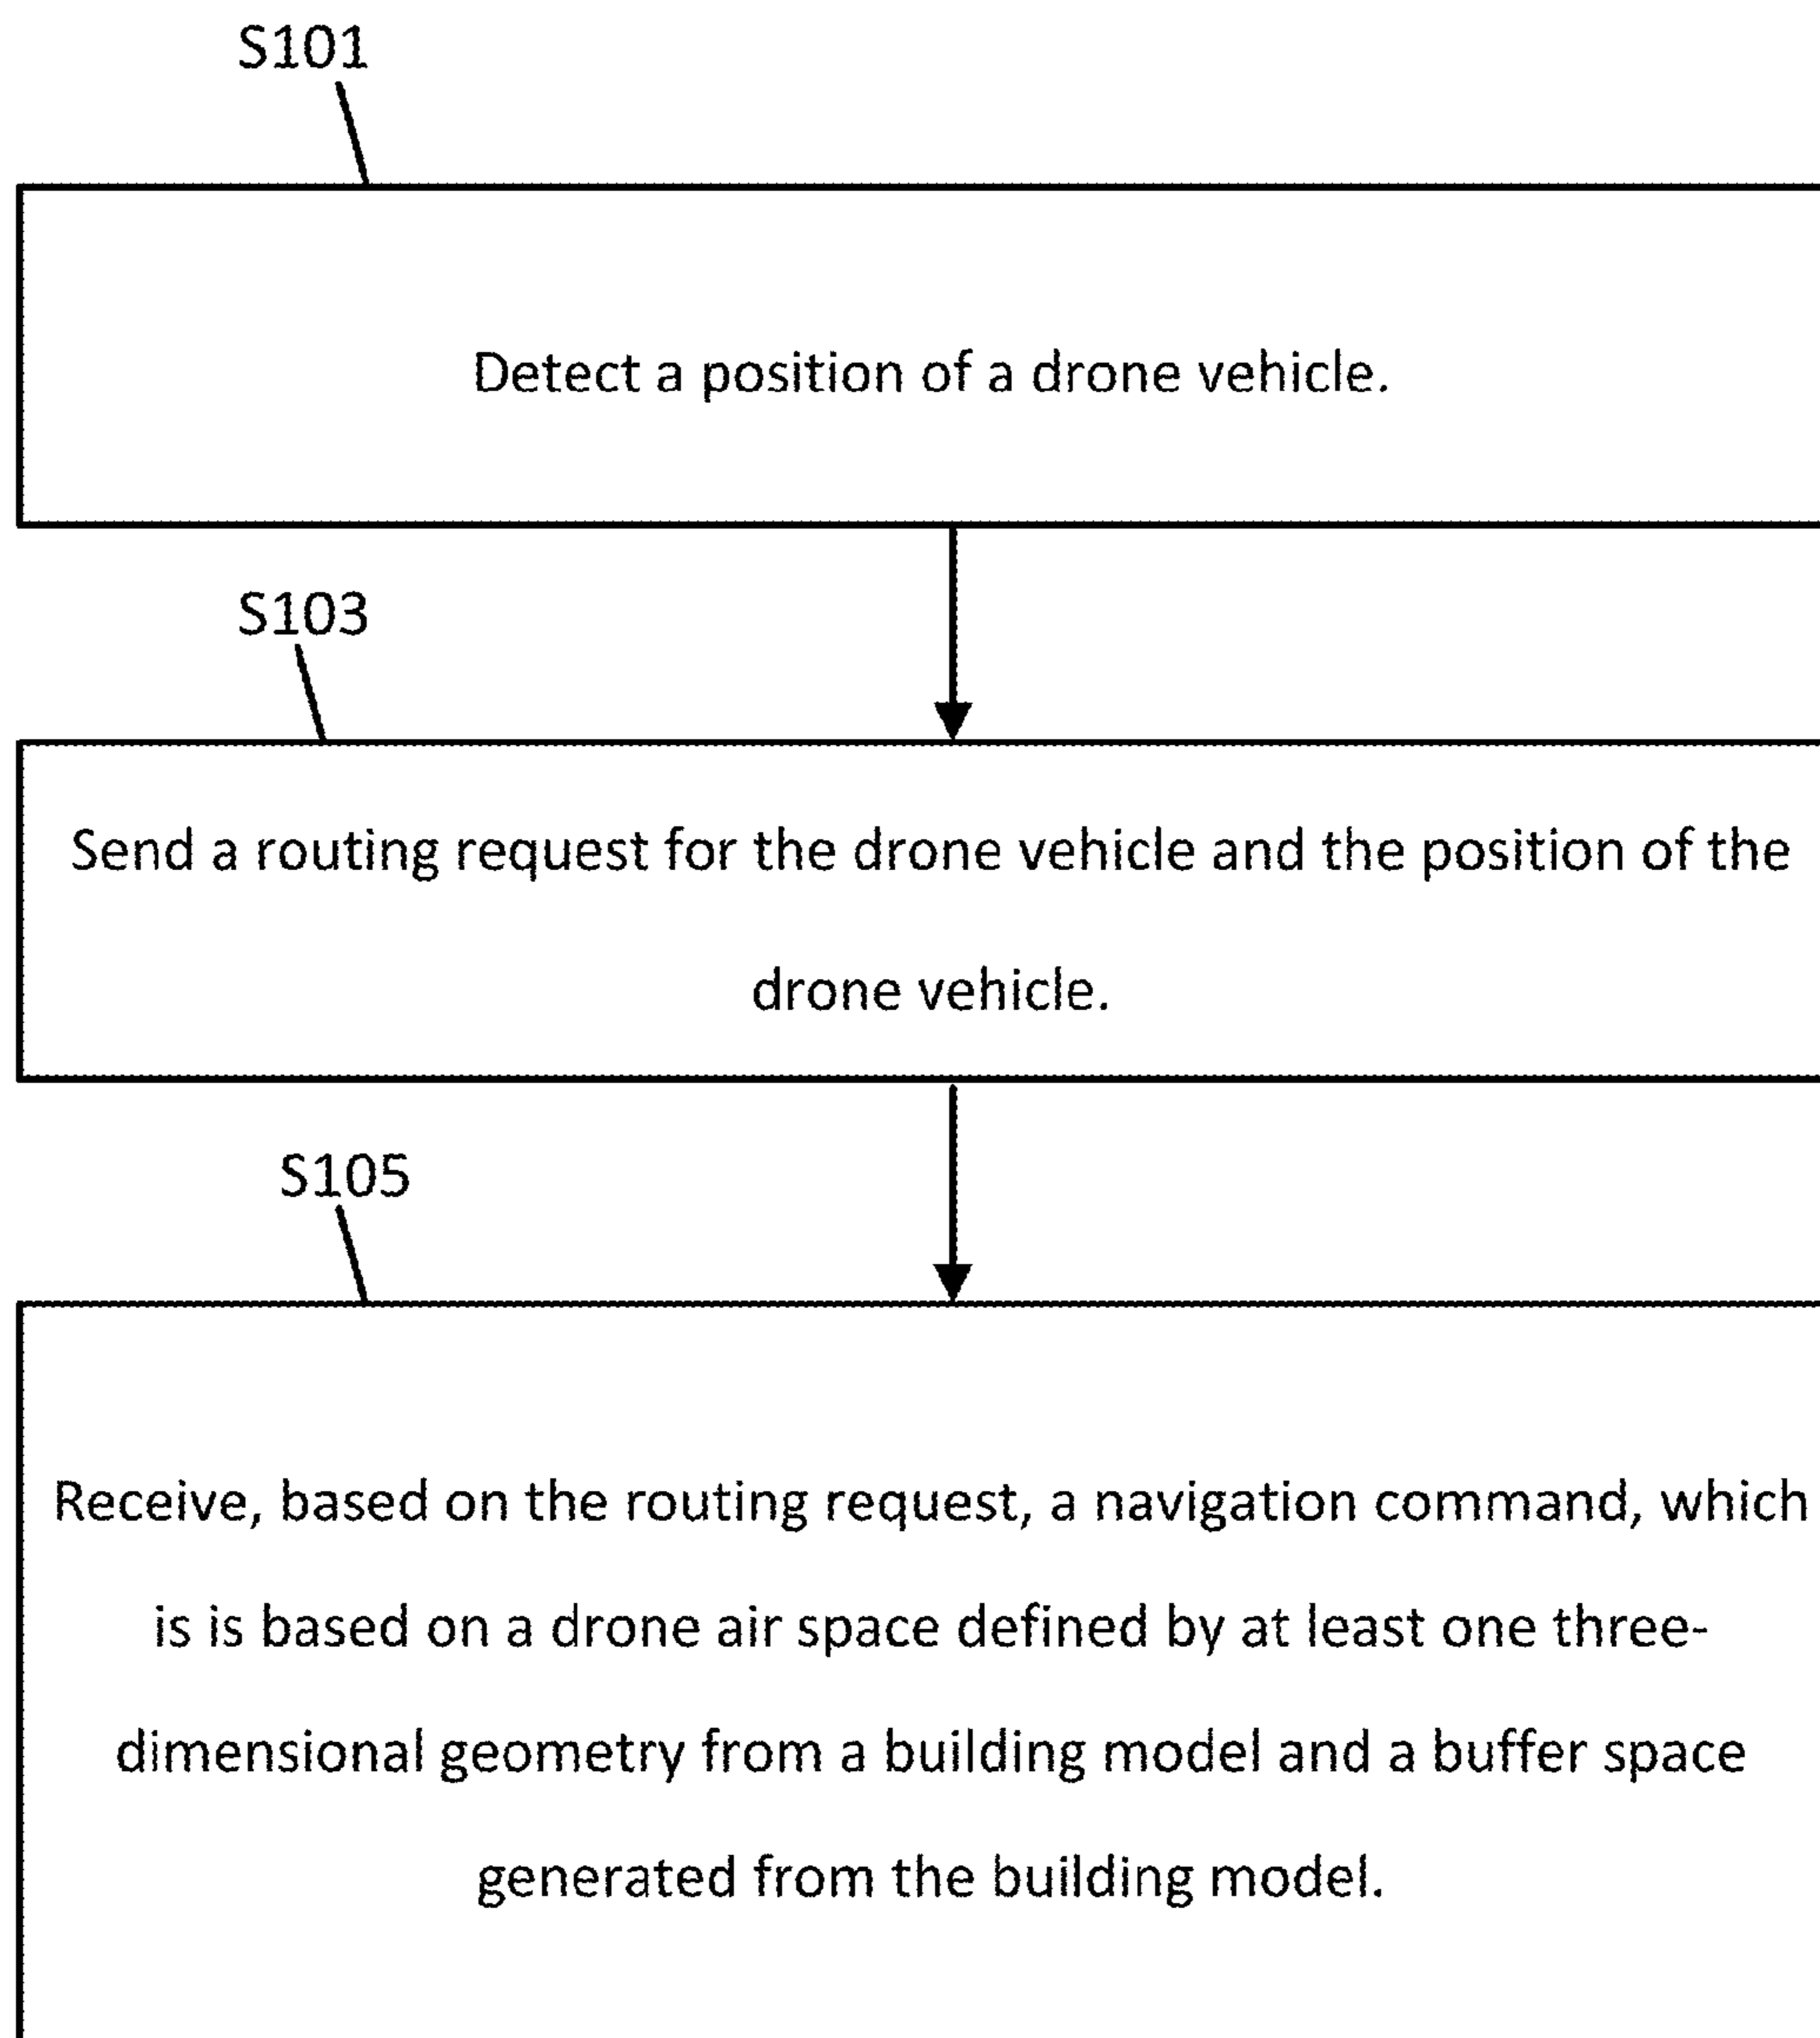 S101
Detect a position of a drone vehicle.
S103
Send a routing request for the drone vehicle and the position of the
drone vehicle.
S105
Receive, based on the routing request, a navigation command, which
is is based on a drone air space defined by at least one three-
dimensional geometry from a building model and a buffer space
generated from the building model.